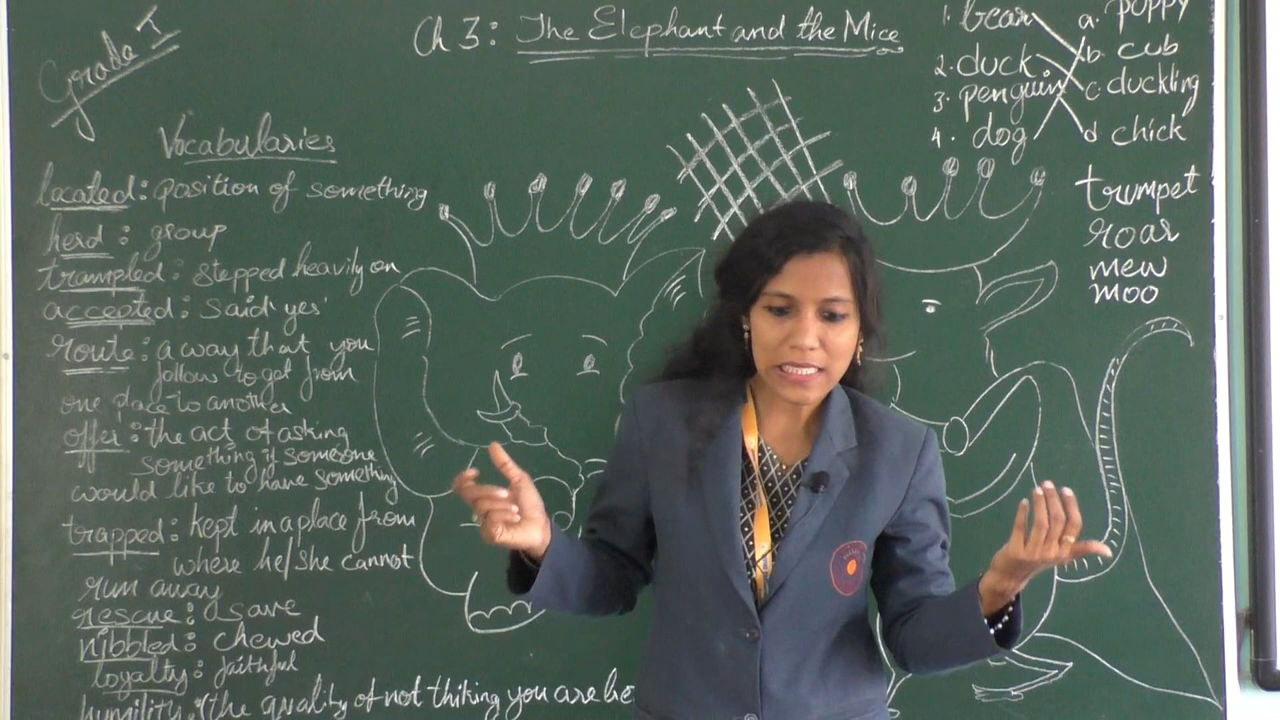 Grade I
Ch 3: The Elephant and the Mice
Vocabularies
located: position of something
herd: group
trampled: stepped heavily on
accepted: said 'yes'
route: a way that you
follow to get from
one place to another
offer: the act of asking
something if someone
would like to have something
trapped: kept in a place from
where he/she cannot
run away
rescue: save
nibbled: chewed
loyalty: faithful
humility: (the quality of not thiking you are be
1. bear a. puppy
2. duck b. cub
3. penguin c. duckling
4. dog d chick
trumpet
roar
mew
moo